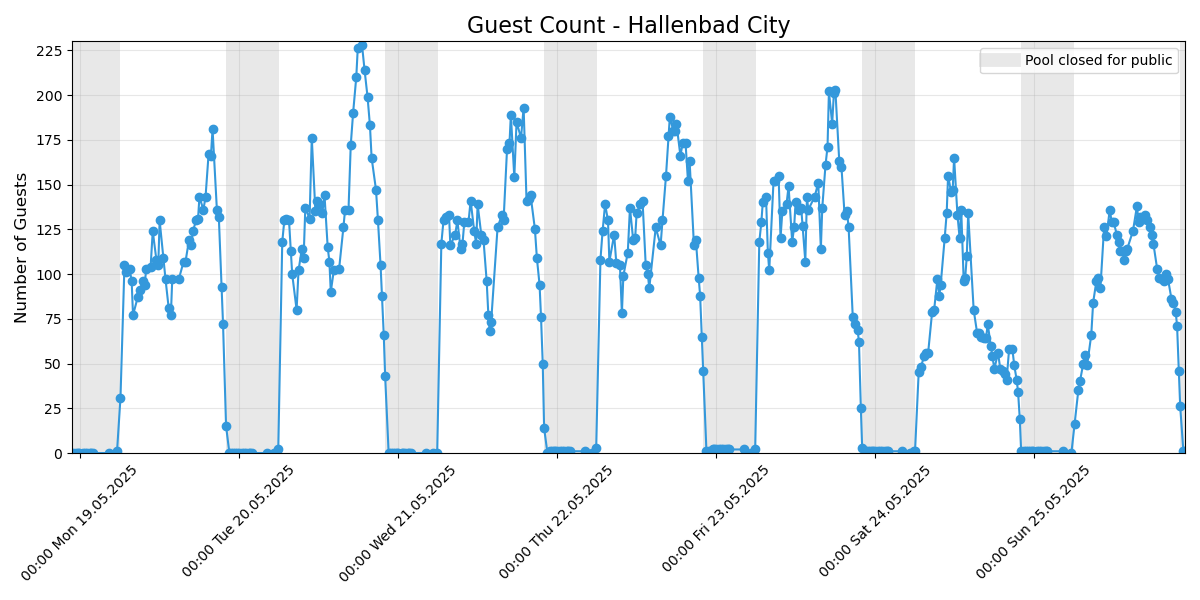 Guest Count - Hallenbad City
Pool closed for public
Number of Guests
225
200
175
150
125
100
75
50
25
0
00:00 Mon 19.05.2025
00:00 Tue 20.05.2025
00:00 Wed 21.05.2025
00:00 Thu 22.05.2025
00:00 Fri 23.05.2025
00:00 Sat 24.05.2025
00:00 Sun 25.05.2025